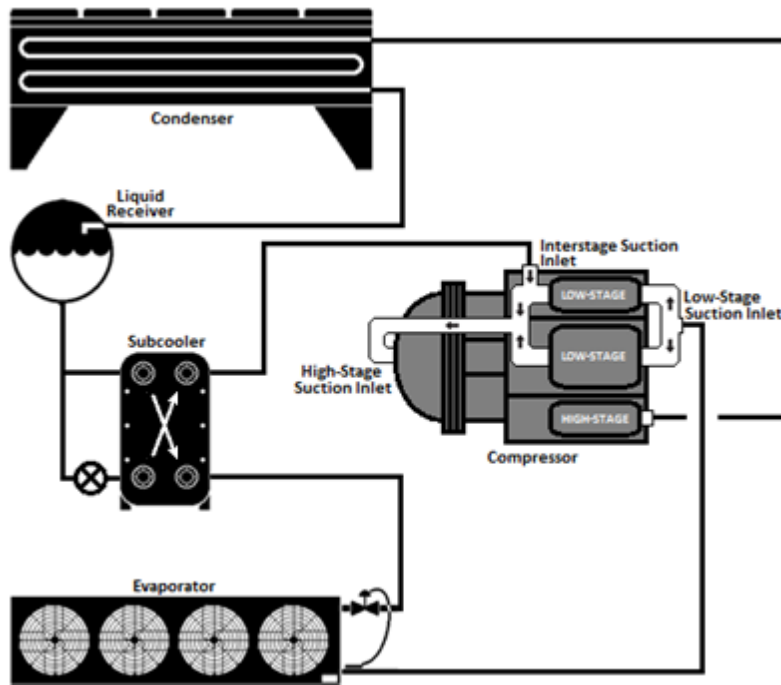 Condenser
Liquid
Receiver
Interstage Suction
Inlet
LOW-STAGE
Low-Stage
Suction Inlet
Subcooler
LOW-STAGE
High-Stage
Suction Inlet
HIGH-STAGE
Compressor
Evaporator